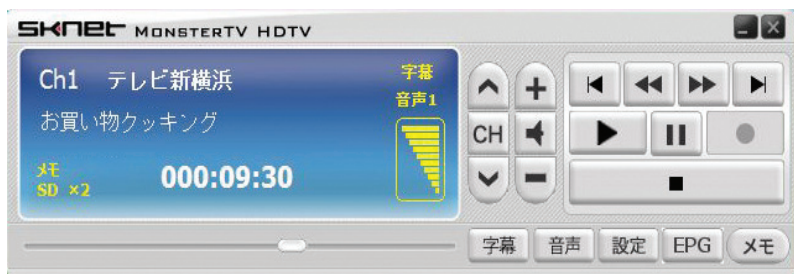 SKNET MONSTERTV HDTV
Ch1 テレビ新横浜
字幕
音声1
お買い物クッキング
メモ
SD ×2
000:09:30
CH
字幕 音声 設定 EPG メモ